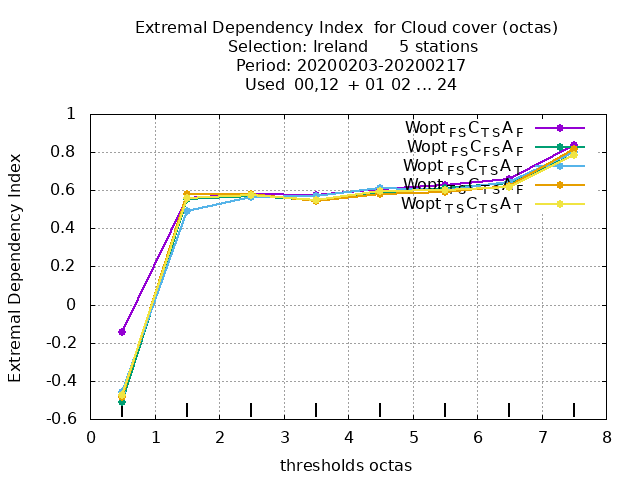 Extremal Dependency Index for Cloud cover (octas)
Selection: Ireland 5 stations
Period: 20200203-20200217
Used 00,12 + 01 02 ... 24
Extremal Dependency Index
1
0.8
0.6
0.4
0.2
0
-0.2
-0.4
-0.6
Wopt FS C TS A F
Wopt FS C FS A F
Wopt FS C FS A T
Wopt
Wopt TS C TS A T
0 1 2 3 4 5 6 7 8
thresholds octas